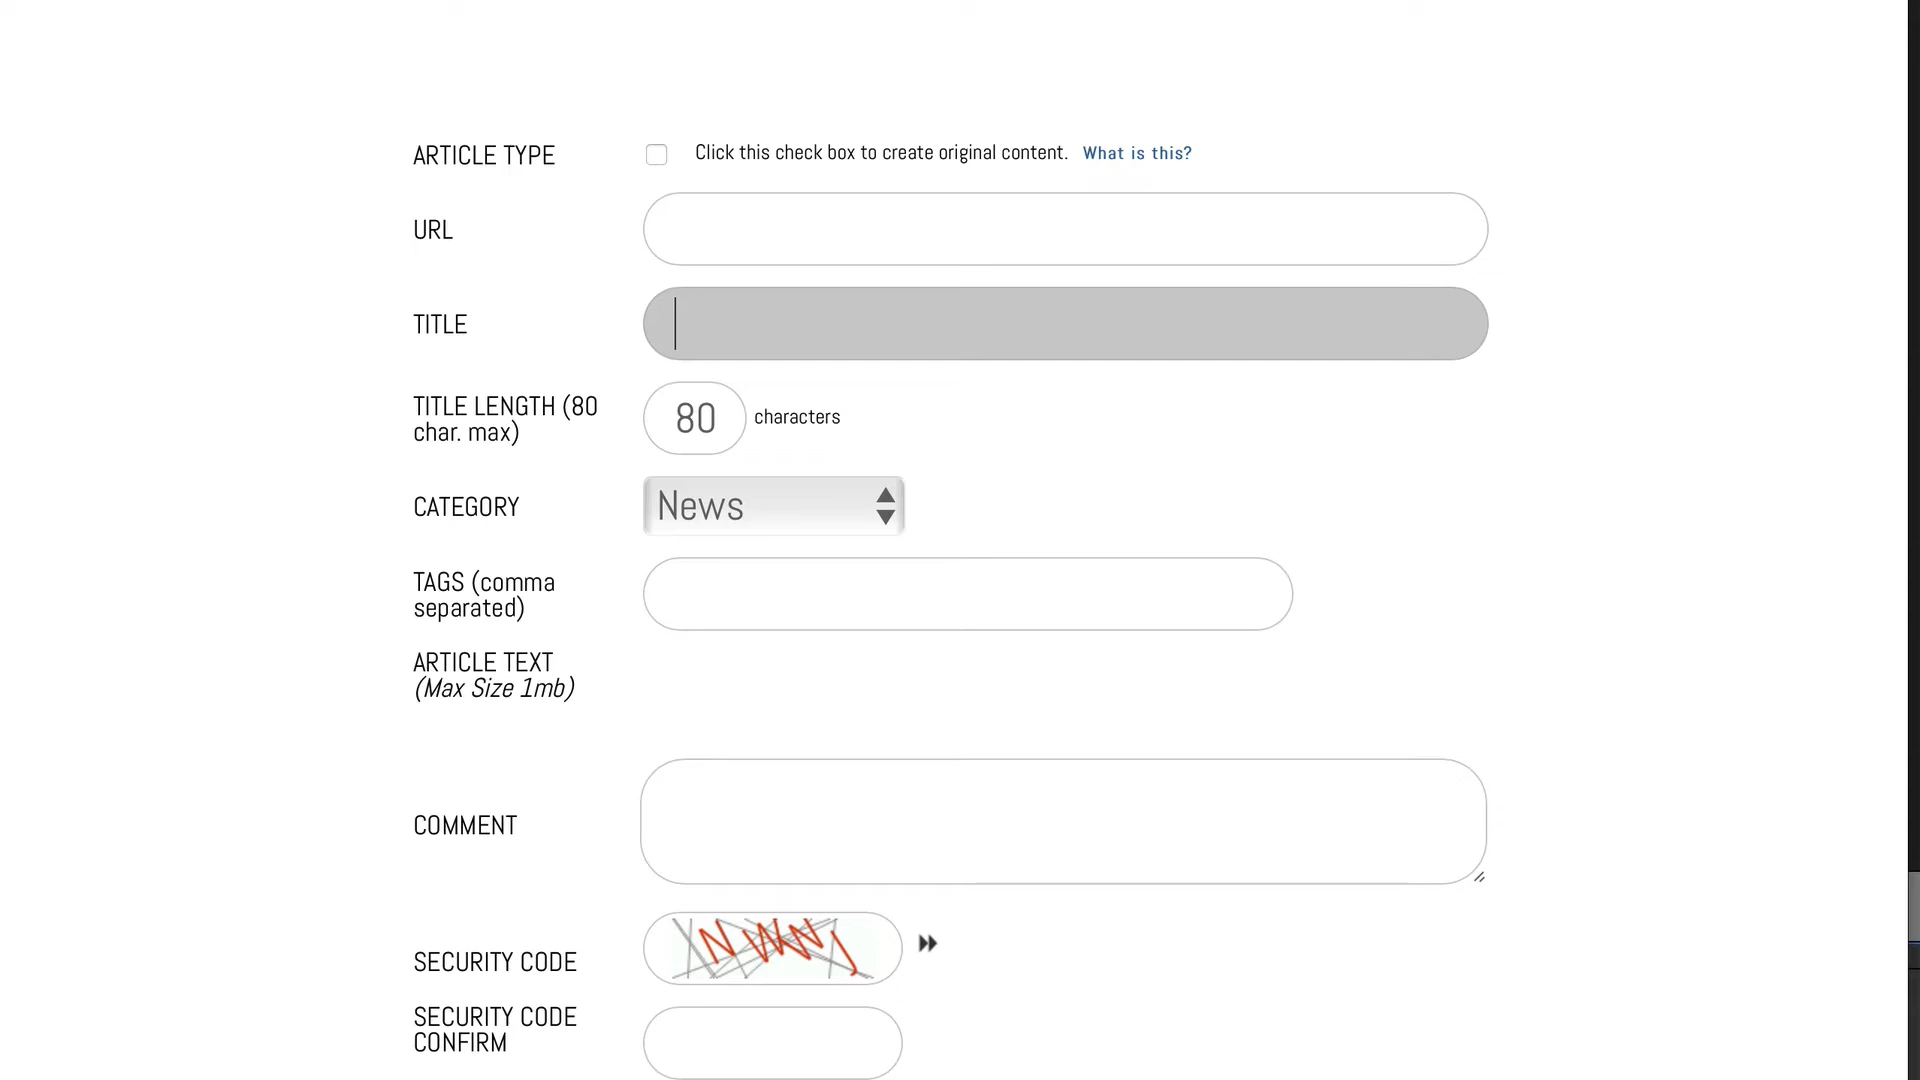 ARTICLE TYPE
Click this check box to create original content. What is this?
URL
TITLE
TITLE LENGTH (80
char. max)
80 characters
CATEGORY
News
TAGS (comma
separated)
ARTICLE TEXT
(Max Size 1mb)
COMMENT
SECURITY CODE
SECURITY CODE
CONFIRM